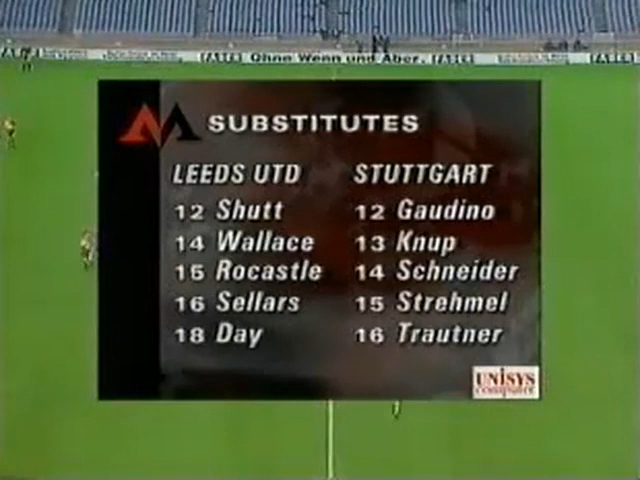 Ohne Wenn und Aber.
SUBSTITUTES
LEEDS UTD STUTTGART
12 Shutt 12 Gaudino
14 Wallace 13 Knup
15 Rocastle 14 Schneider
16 Sellars 15 Strehmel
18 Day 16 Trautner
UNISYS
computer